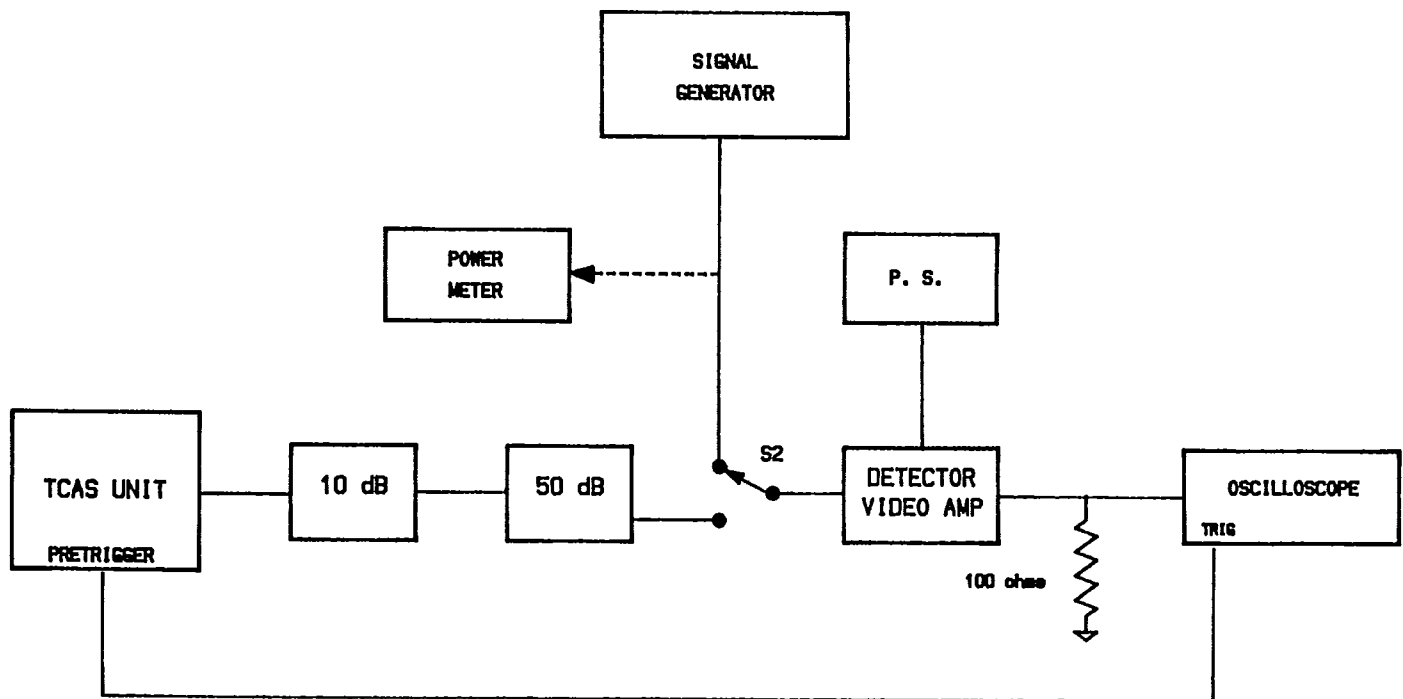 SIGNAL
GENERATOR
POWER
METER
P. S.
TCAS UNIT
PRETRIGGER
10 dB
50 dB
S2
DETECTOR
VIDEO AMP
OSCILLOSCOPE
TRIG
100 ohms